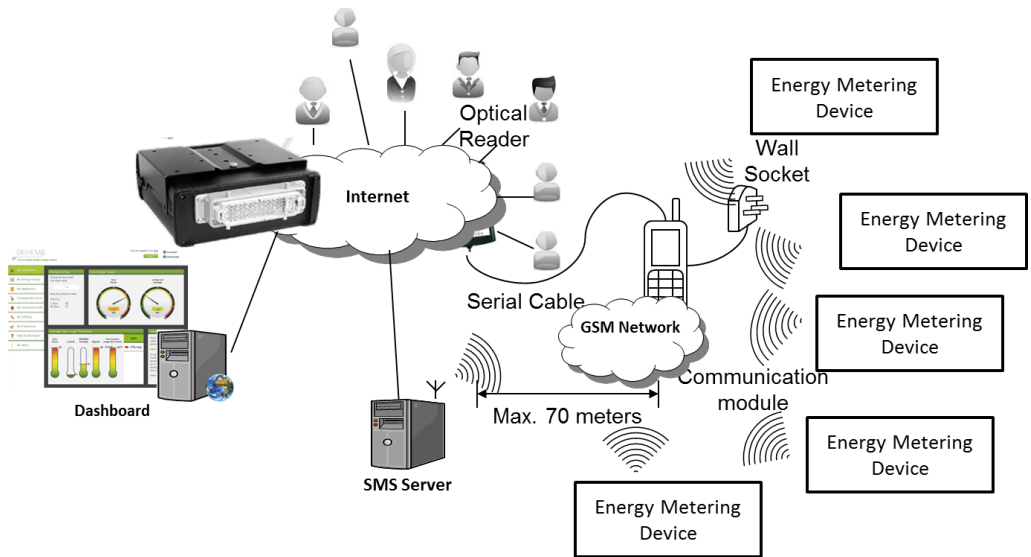 Energy Metering
Device
Optical
Reader
Wall
Socket
Internet
Energy Metering
Device
DEHEMS
Serial Cable
GSM Network
Energy Metering
Device
Communication
module
Dashboard
Max. 70 meters
Energy Metering
Device
SMS Server
Energy Metering
Device